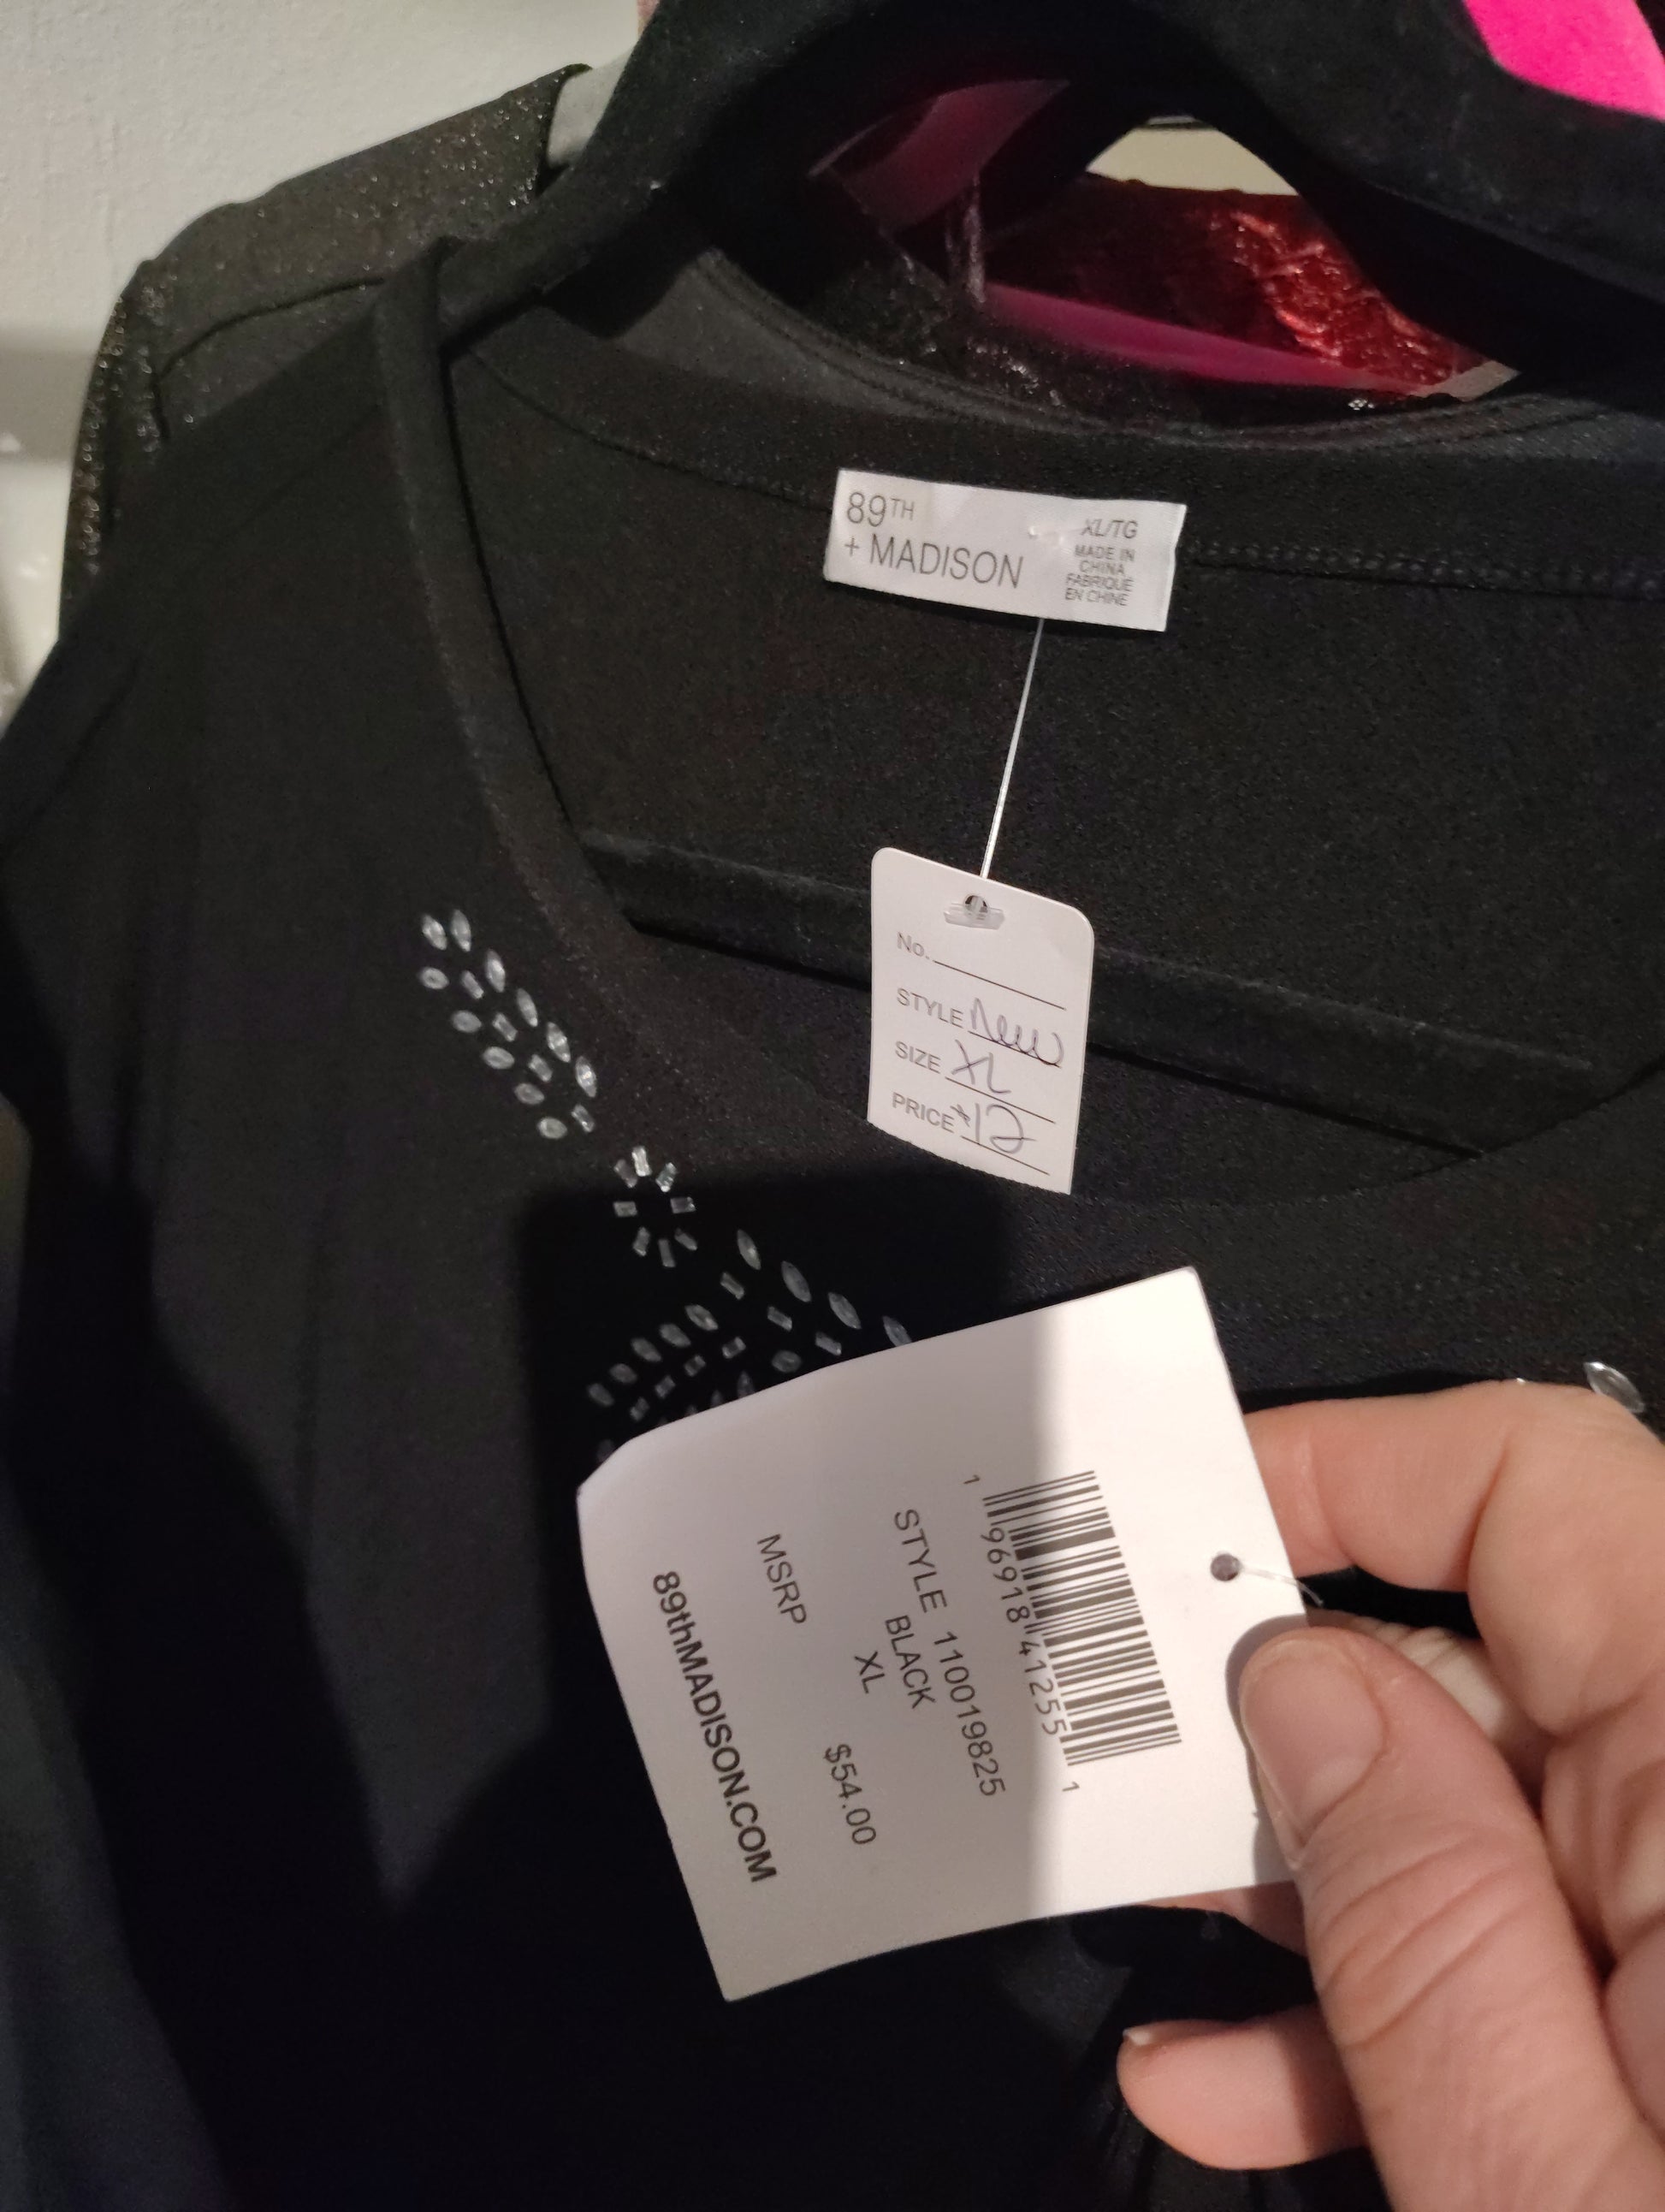 89TH
+ MADISON
XL/TG
MADE IN
CHINA
FABRIQUÉ
EN CHINE
No.
STYLE New
SIZE XL
PRICE $12
1 96918 41255 1
STYLE 110019825
BLACK
XL
MSRP $54.00
89thMADISON.COM